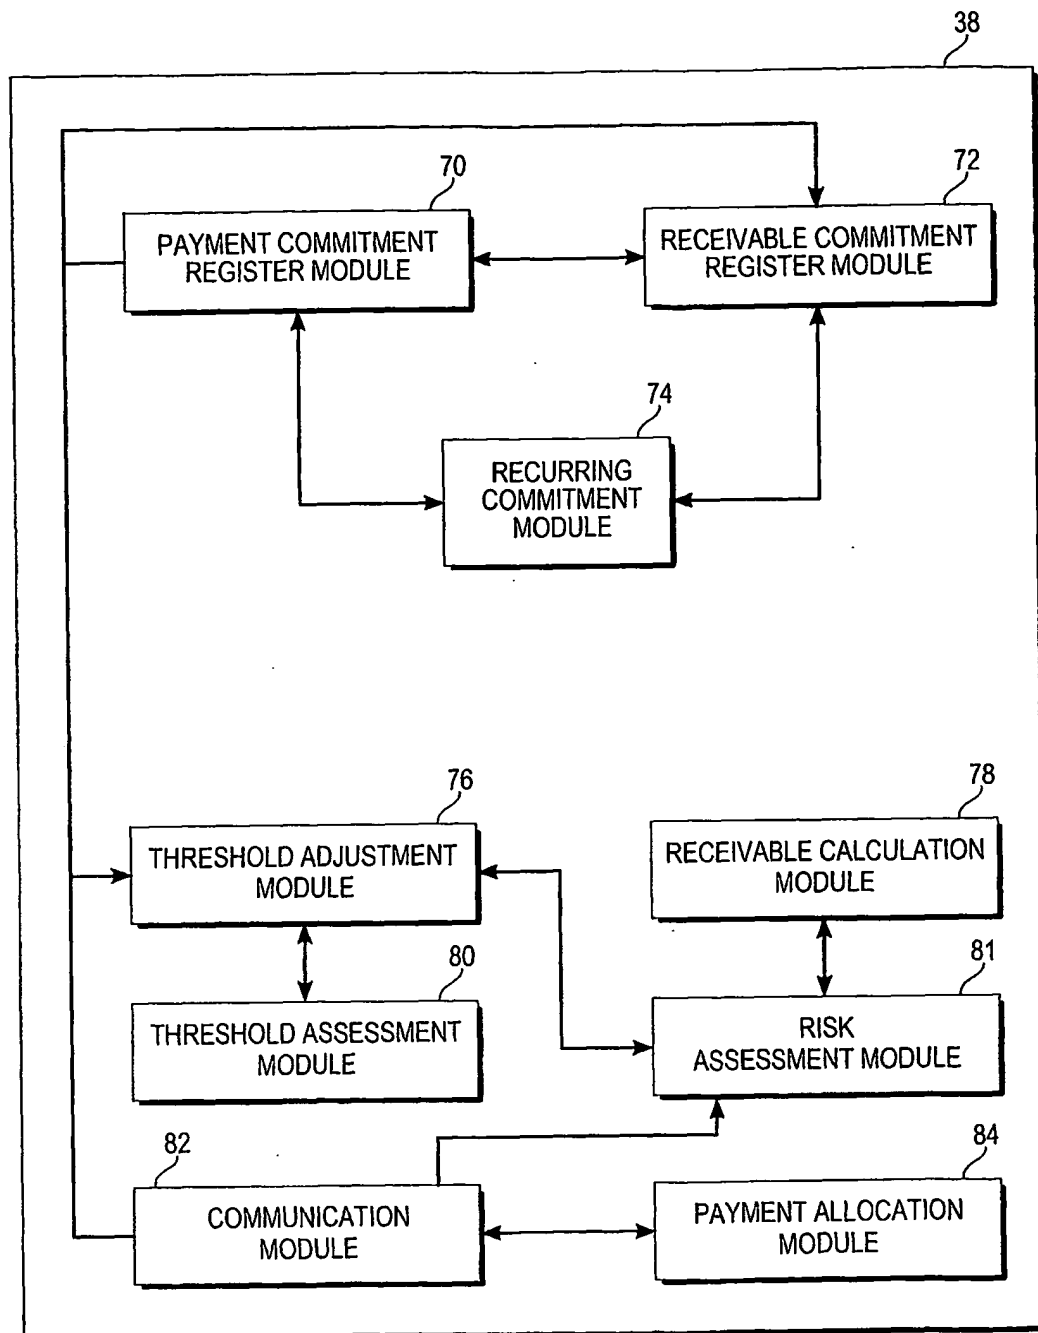 38
70
72
PAYMENT COMMITMENT
REGISTER MODULE
RECEIVABLE COMMITMENT
REGISTER MODULE
74
RECURRING
COMMITMENT
MODULE
76
78
THRESHOLD ADJUSTMENT
MODULE
RECEIVABLE CALCULATION
MODULE
80
81
THRESHOLD ASSESSMENT
MODULE
RISK
ASSESSMENT MODULE
82
84
COMMUNICATION
MODULE
PAYMENT ALLOCATION
MODULE